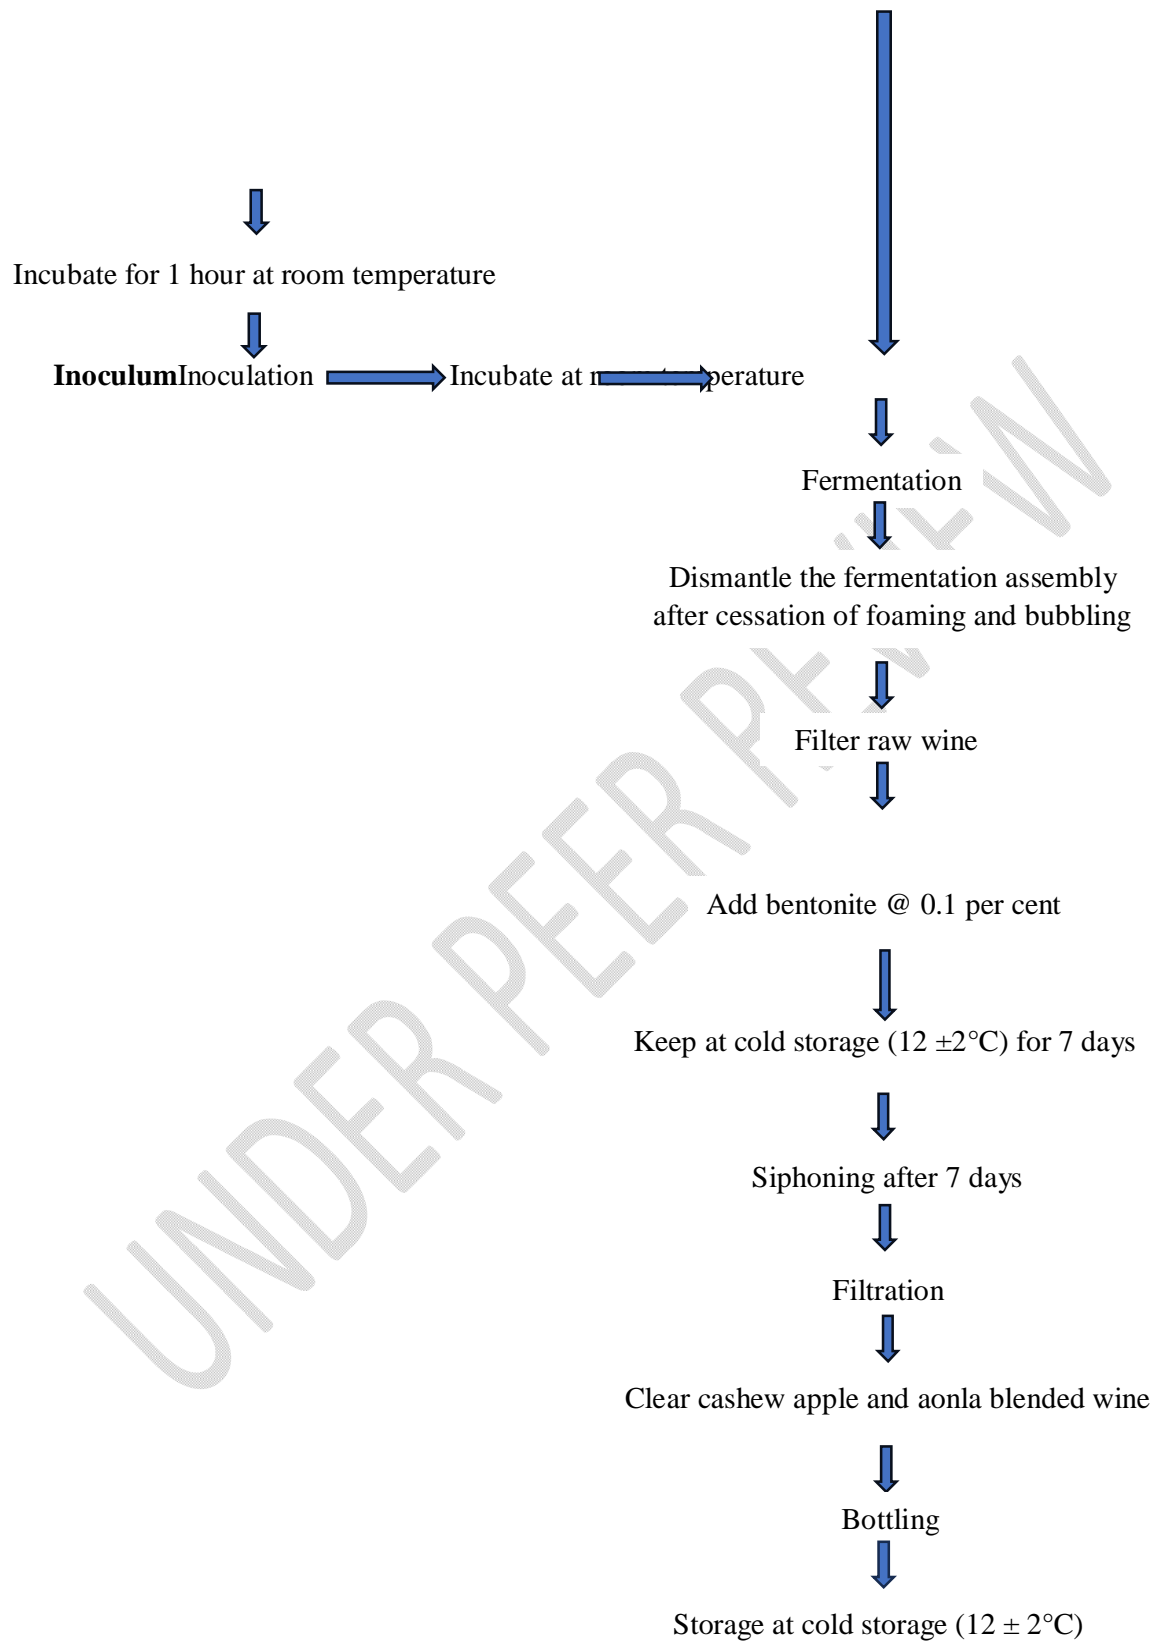 Incubate for 1 hour at room temperature
InoculumInoculation Incubate at room temperature
Fermentation
Dismantle the fermentation assembly
after cessation of foaming and bubbling
Filter raw wine
Add bentonite @ 0.1 per cent
Keep at cold storage (12 ±2°C) for 7 days
Siphoning after 7 days
Filtration
Clear cashew apple and aonla blended wine
Bottling
Storage at cold storage (12 ± 2°C)
UNDER PEER REVIEW